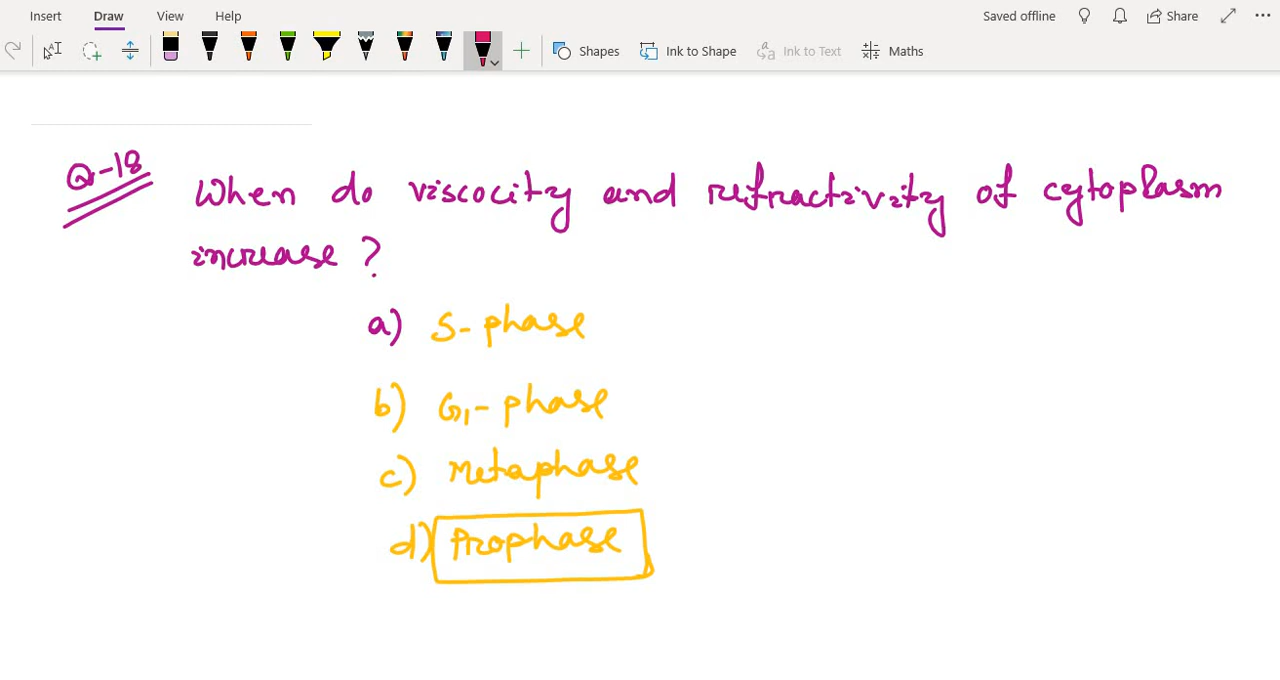 Insert Draw View Help Saved offline Share
Shapes Ink to Shape Ink to Text Maths
Q-18 When do viscocity and refractivity of cytoplasm
increase ?
a) S-phase
b) G1-phase
c) Metaphase
d) Prophase